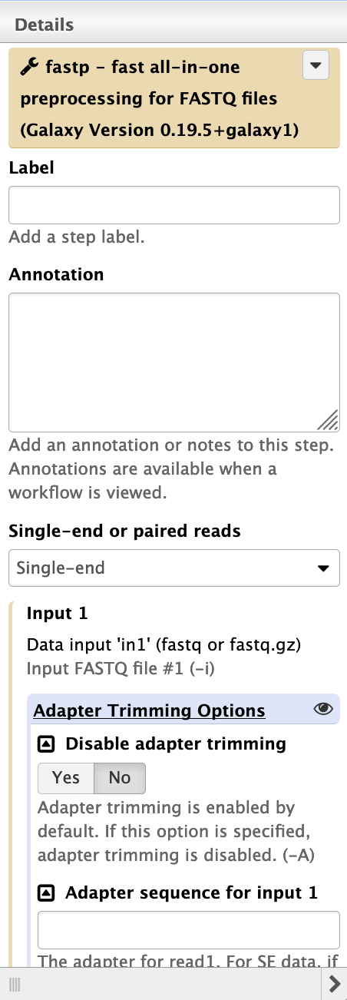 Details
fastp - fast all-in-one
preprocessing for FASTQ files
(Galaxy Version 0.19.5+galaxy1)
Label
Add a step label.
Annotation
Add an annotation or notes to this step.
Annotations are available when a
workflow is viewed.
Single-end or paired reads
Single-end
Input 1
Data input 'in1' (fastq or fastq.gz)
Input FASTQ file #1 (-i)
Adapter Trimming Options
Disable adapter trimming
Yes No
Adapter trimming is enabled by
default. If this option is specified,
adapter trimming is disabled. (-A)
Adapter sequence for input 1
The adapter for read1. For SE data, if